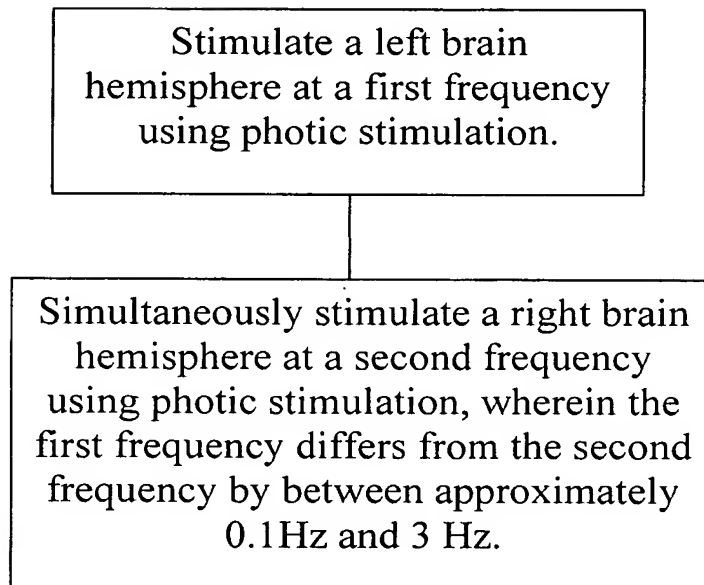 Stimulate a left brain
hemisphere at a first frequency
using photic stimulation.
Simultaneously stimulate a right brain
hemisphere at a second frequency
using photic stimulation, wherein the
first frequency differs from the second
frequency by between approximately
0.1Hz and 3 Hz.